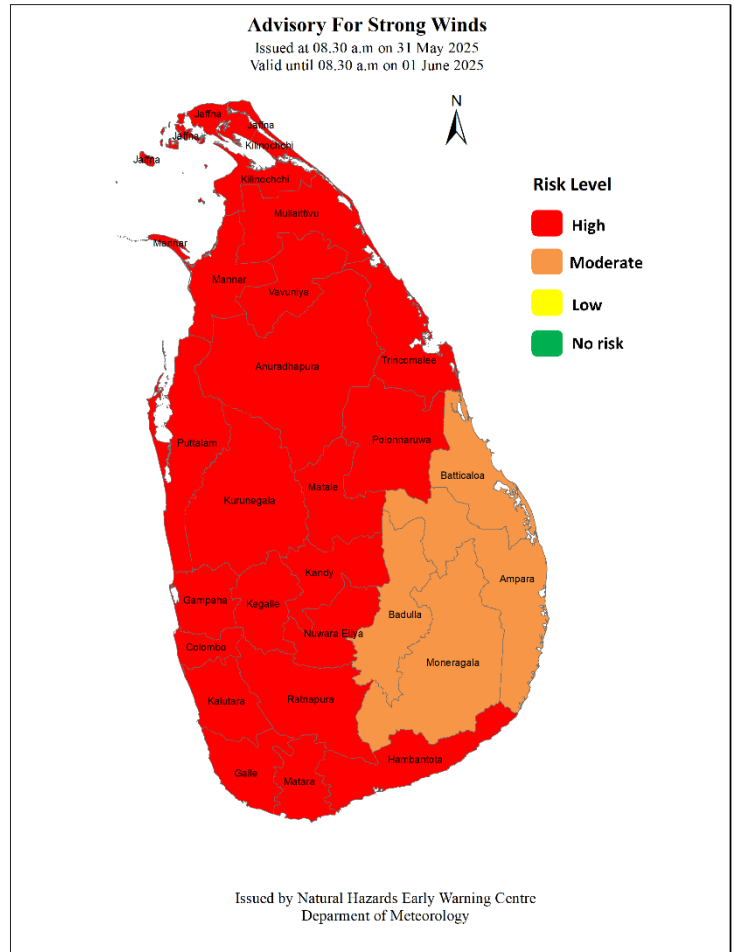 Advisory For Strong Winds
Issued at 08.30 a.m on 31 May 2025
Valid until 08.30 a.m on 01 June 2025
N
Jaffna
Jaffna
Jaffna
Kilinochchi
Jaffna
Kilinochchi
Mullaittivu
Mannar
Mannar
Vavuniya
Anuradhapura
Trincomalee
Puttalam
Polonnaruwa
Batticaloa
Kurunegala
Matale
Kandy
Ampara
Gampaha
Kegalle
Badulla
Nuwara Eliya
Colombo
Moneragala
Kalutara
Ratnapura
Hambantota
Galle
Matara
Risk Level
High
Moderate
Low
No risk
Issued by Natural Hazards Early Warning Centre
Deparment of Meteorology